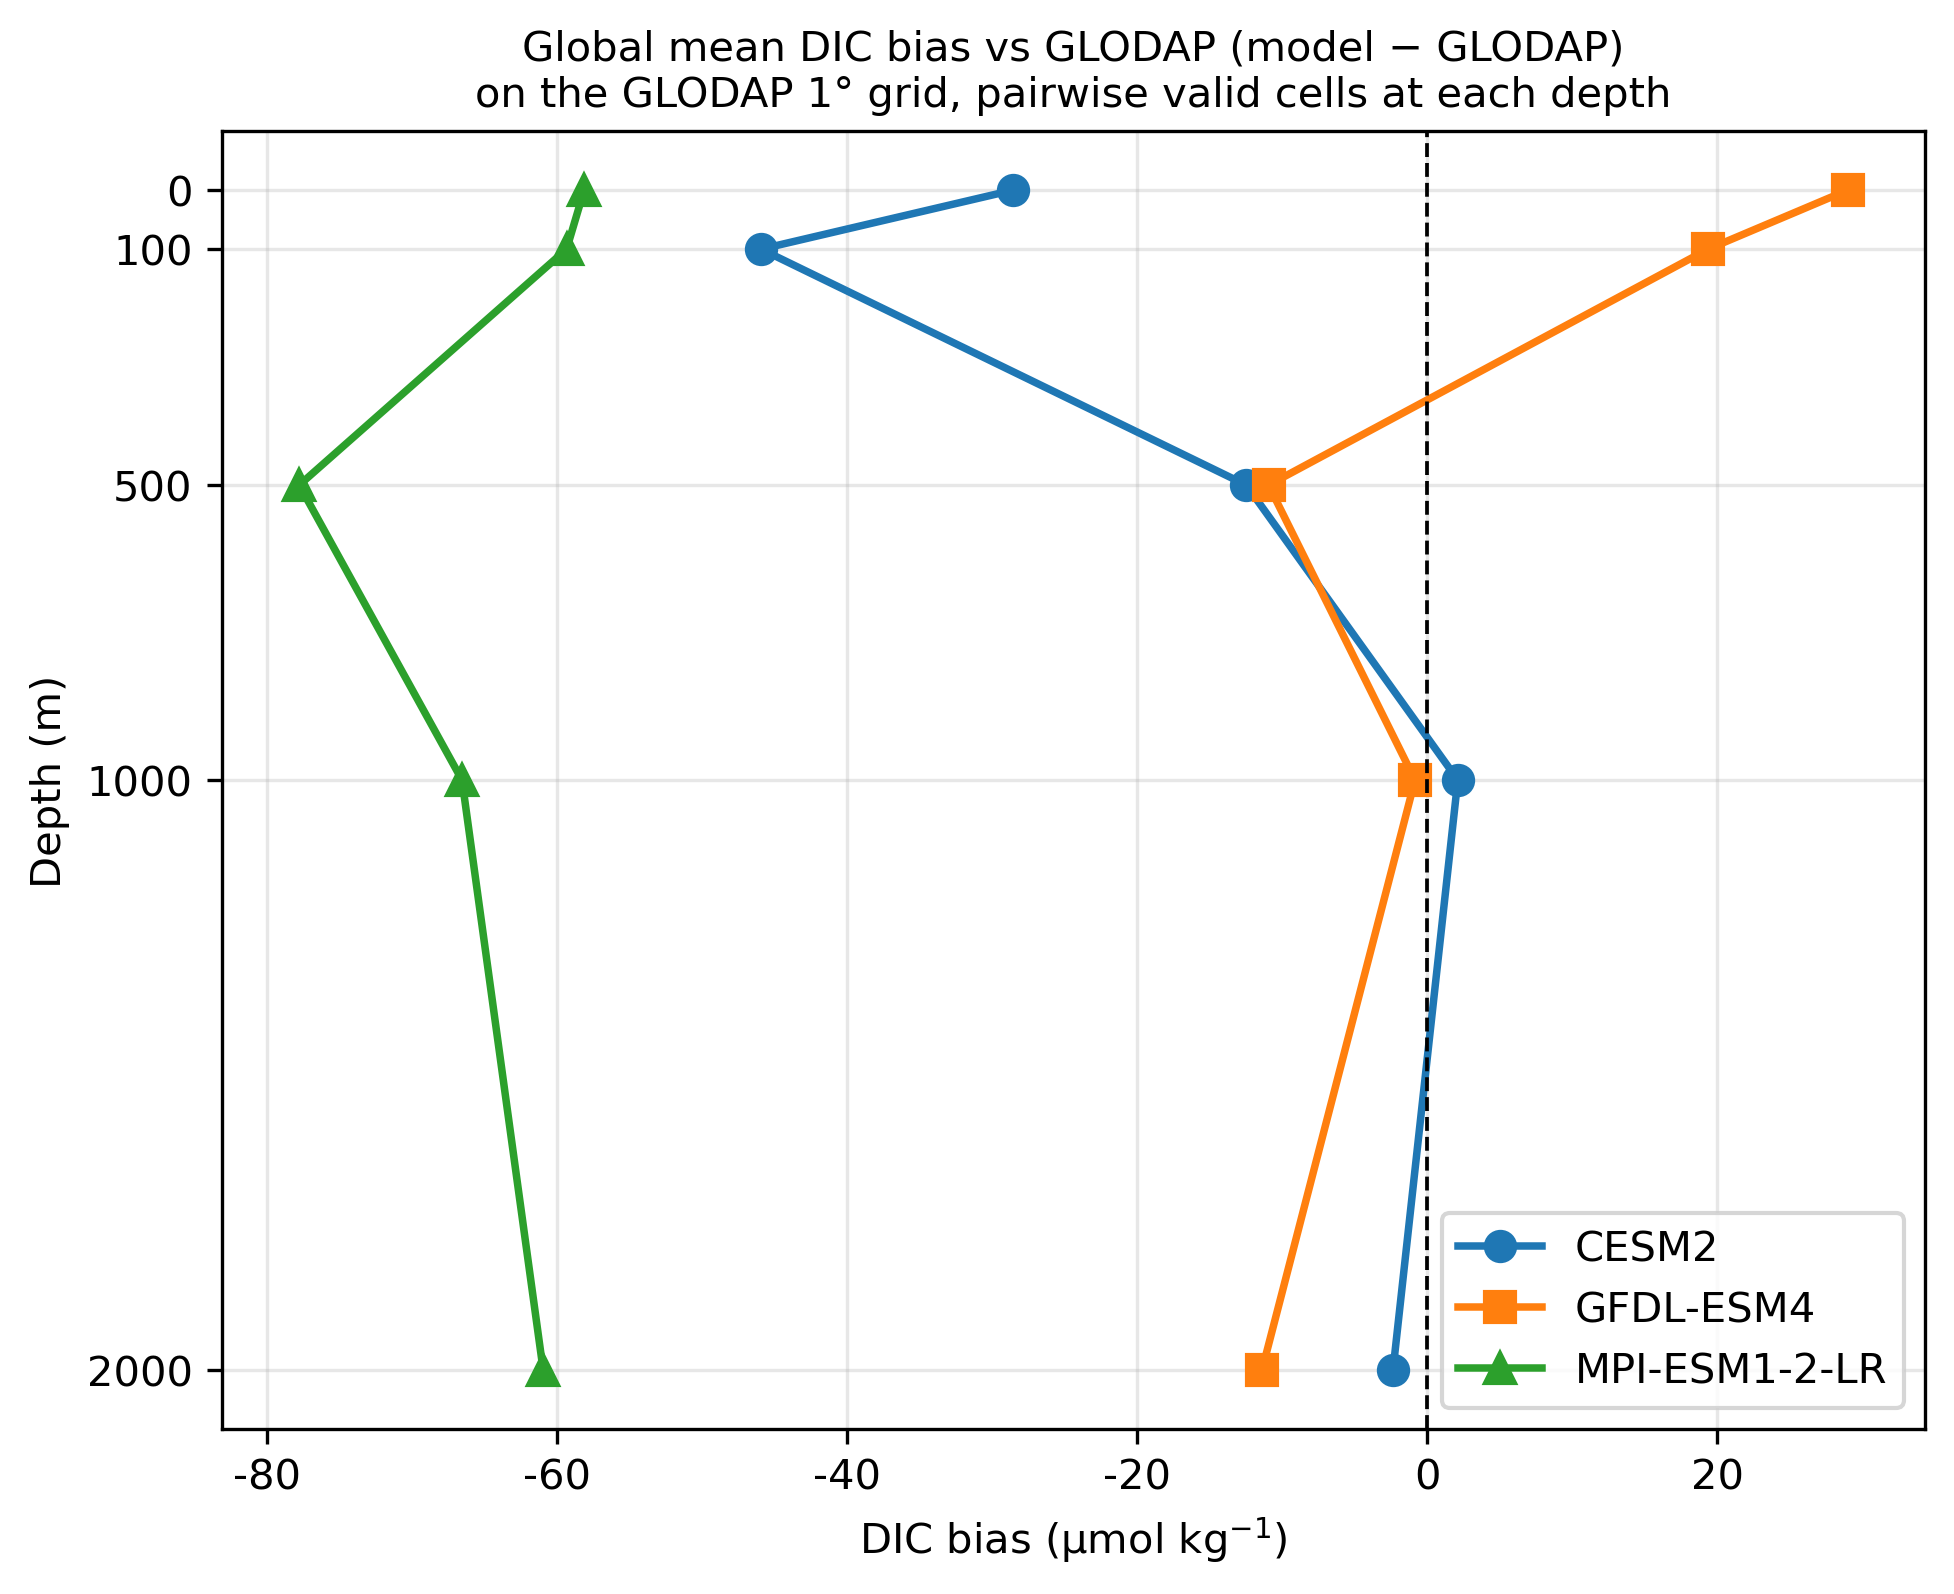 Global mean DIC bias vs GLODAP (model − GLODAP)
on the GLODAP 1° grid, pairwise valid cells at each depth
0
100
500
1000
2000
Depth (m)
CESM2
GFDL-ESM4
MPI-ESM1-2-LR
-80
-60
-40
-20
0
20
DIC bias (μmol kg⁻¹)